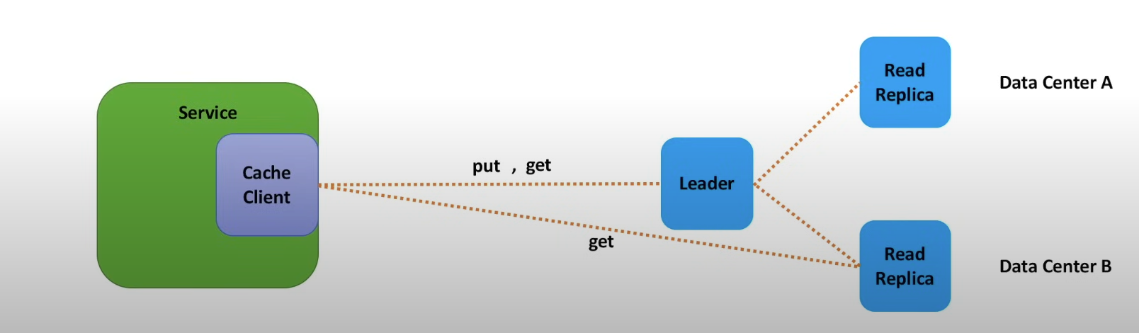 Service
Cache
Client
put , get
get
Leader
Read
Replica
Data Center A
Read
Replica
Data Center B